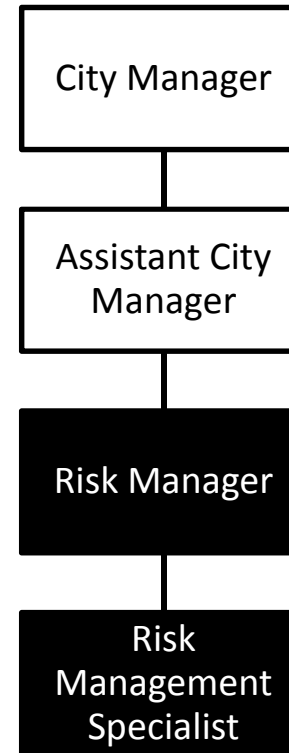 City Manager
Assistant City
Manager
Risk Manager
Risk
Management
Specialist